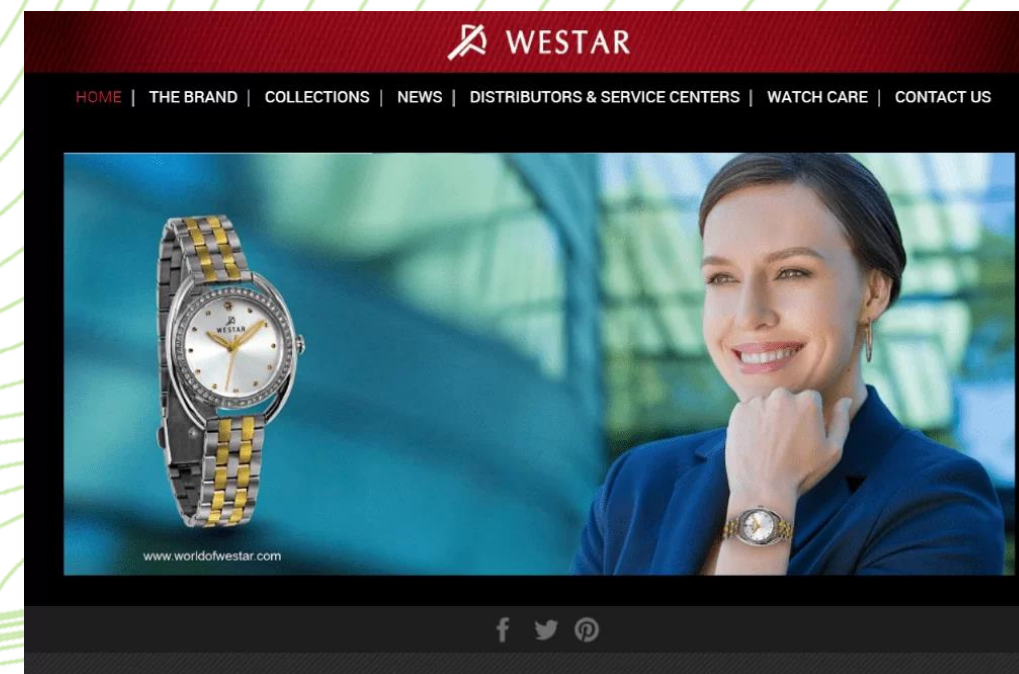 WESTAR
HOME | THE BRAND | COLLECTIONS | NEWS | DISTRIBUTORS & SERVICE CENTERS | WATCH CARE | CONTACT US
WESTAR
www.worldofwestar.com